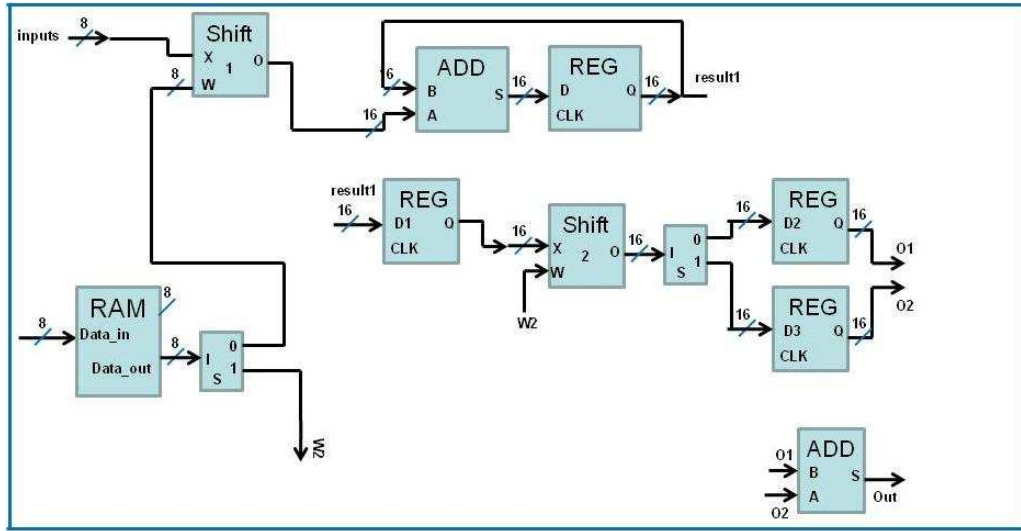 inputs
8
Shift
X
1
O
W
8
16
16
ADD
B
S
A
16
REG
D
Q
CLK
16
result1
result1
16
REG
D1
Q
CLK
16
Shift
X
2
O
W
W2
16
I
0
1
S
16
REG
D2
Q
CLK
16
O1
O2
16
REG
D3
Q
CLK
16
8
RAM
8
Data_in
Data_out
8
I
0
1
S
W2
O1
O2
ADD
B
S
A
Out